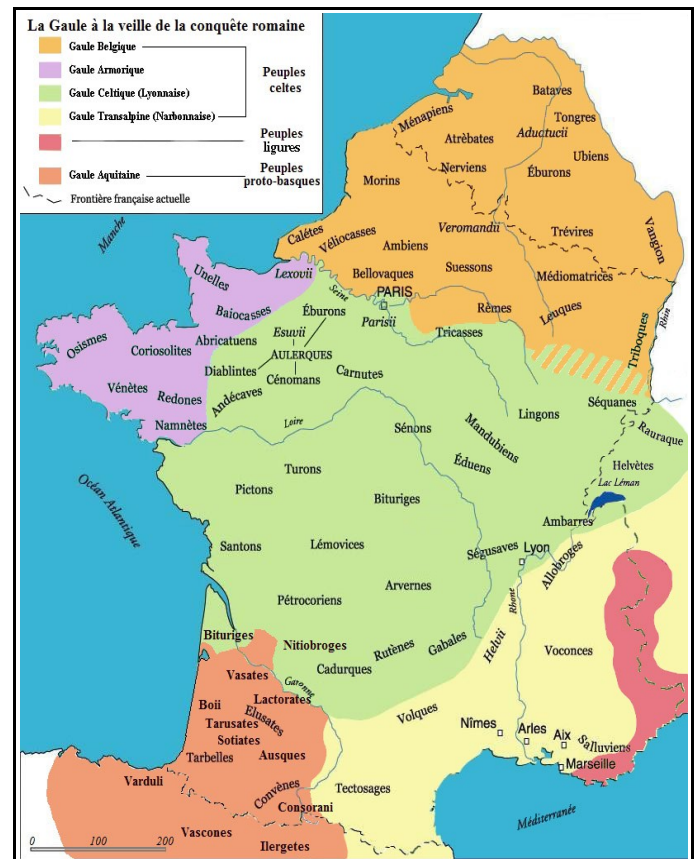 La Gaule à la veille de la conquête romaine
Gaule Belgique
Gaule Armorique
Peuples
celtes
Gaule Celtique (Lyonnaise)
Gaule Transalpine (Narbonnaise)
Peuples
ligures
Gaule Aquitaine
Peuples
proto-basques
Frontière française actuelle
Manche
Bataves
Ménapiens
Tongres
Atrèbates
Aduatucii
Ubiens
Nerviens
Éburons
Morins
Vangion
Calétes
Véliocasses
Veromandii
Trévires
Ambiens
Unelles
Lexovii
Bellovaques
Suessons
Médiomatrices
Seine
PARIS
Rèmes
Leuques
Rhin
Baiocasses
Éburons
Parisii
Tricasses
Triboques
Osismes
Coriosolites
Abricatuens
Esuvii
AULERQUES
Diablintes
Cénomans
Carnutes
Vénètes
Redones
Andécaves
Lingons
Séquanes
Namnètes
Loire
Sénons
Mandubiens
Rauraque
Éduens
Helvètes
Turons
Lac Léman
Pictons
Bituriges
Océan Atlantique
Ambarres
Santons
Lémovices
Ségusaves
Lyon
Allobroges
Arvernes
Pétrocoriens
Rhone
Bituriges
Nitiobroges
Rutènes
Gabales
Helvii
Voconces
Cadurques
Vasates
Garonne
Lactorates
Boii
Elusates
Volques
Tarusates
Nîmes
Arles
Aix
Salluviens
Sotiates
Tarbelles
Ausques
Marseille
Varduli
Convènes
Tectosages
Consorani
Méditerranée
Vascones
0 100 200
Ilergetes